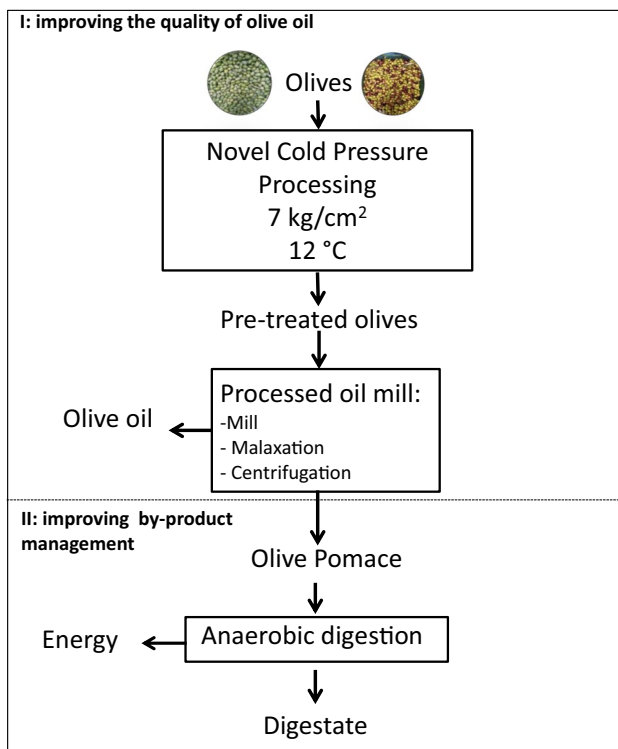 I: improving the quality of olive oil
Olives
Novel Cold Pressure
Processing
7 kg/cm²
12 °C
Pre-treated olives
Processed oil mill:
-Mill
- Malaxation
- Centrifugation
Olive oil
II: improving by-product
management
Olive Pomace
Anaerobic digestion
Energy
Digestate